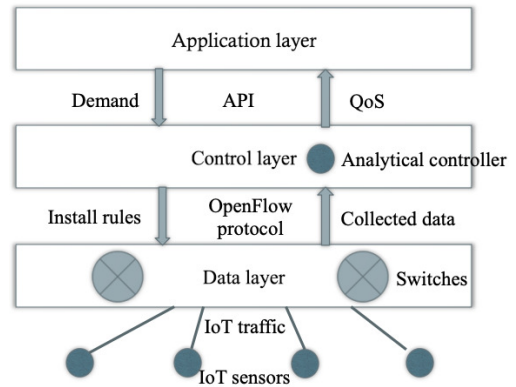 Application layer
Demand
API
QoS
Control layer
Analytical controller
Install rules
OpenFlow
protocol
Collected data
Data layer
Switches
IoT traffic
IoT sensors